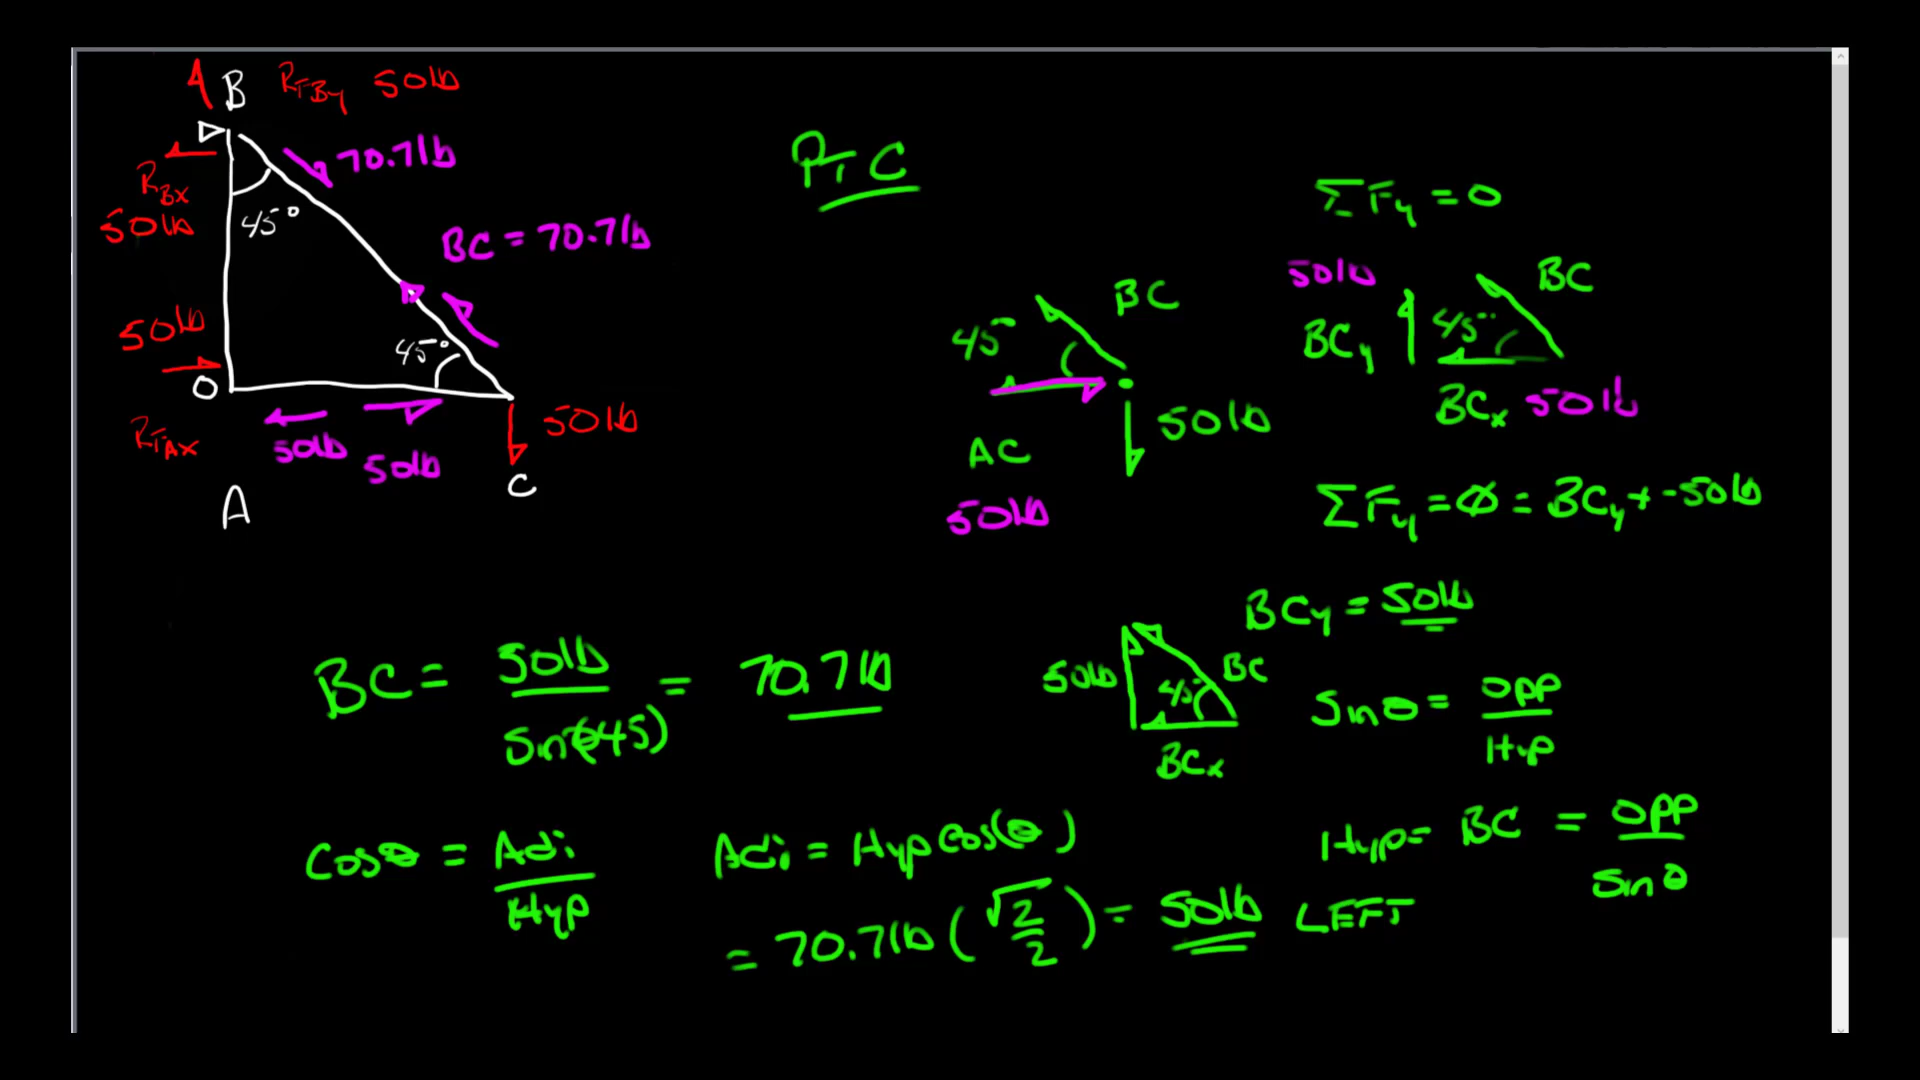 B R_TBy 50lb
70.7lb
R_BX
50lb
45°
BC = 70.7lb
50lb
45°
O
R_TAX
50lb
50lb
50lb
A
C
PT C
ΣFy = 0
BC
45°
AC
50lb
50lb
50lb
BC
BCy
45°
BCx 50lb
ΣFy = Ø = BCy + -50lb
BCy = 50lb
50lb
BC
45°
BCx
Sinθ = opp / Hyp
BC = 50lb / Sin(θ45) = 70.7lb
Hyp = BC = opp / Sinθ
Cosθ = Adj / Hyp
Adj = Hyp Cos(θ)
= 70.7lb (√2 / 2) = 50lb LEFT